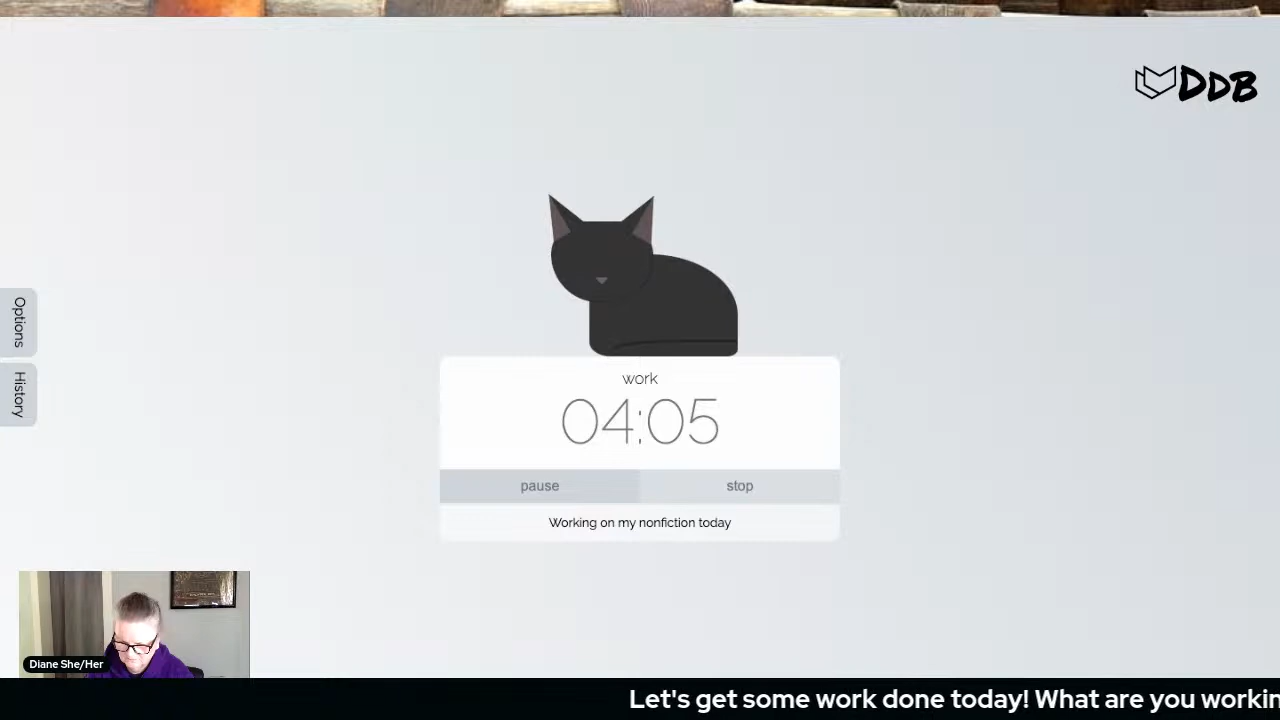 DDB
Options
History
work
04:05
pause
stop
Working on my nonfiction today
Diane She/Her
Let's get some work done today! What are you workin